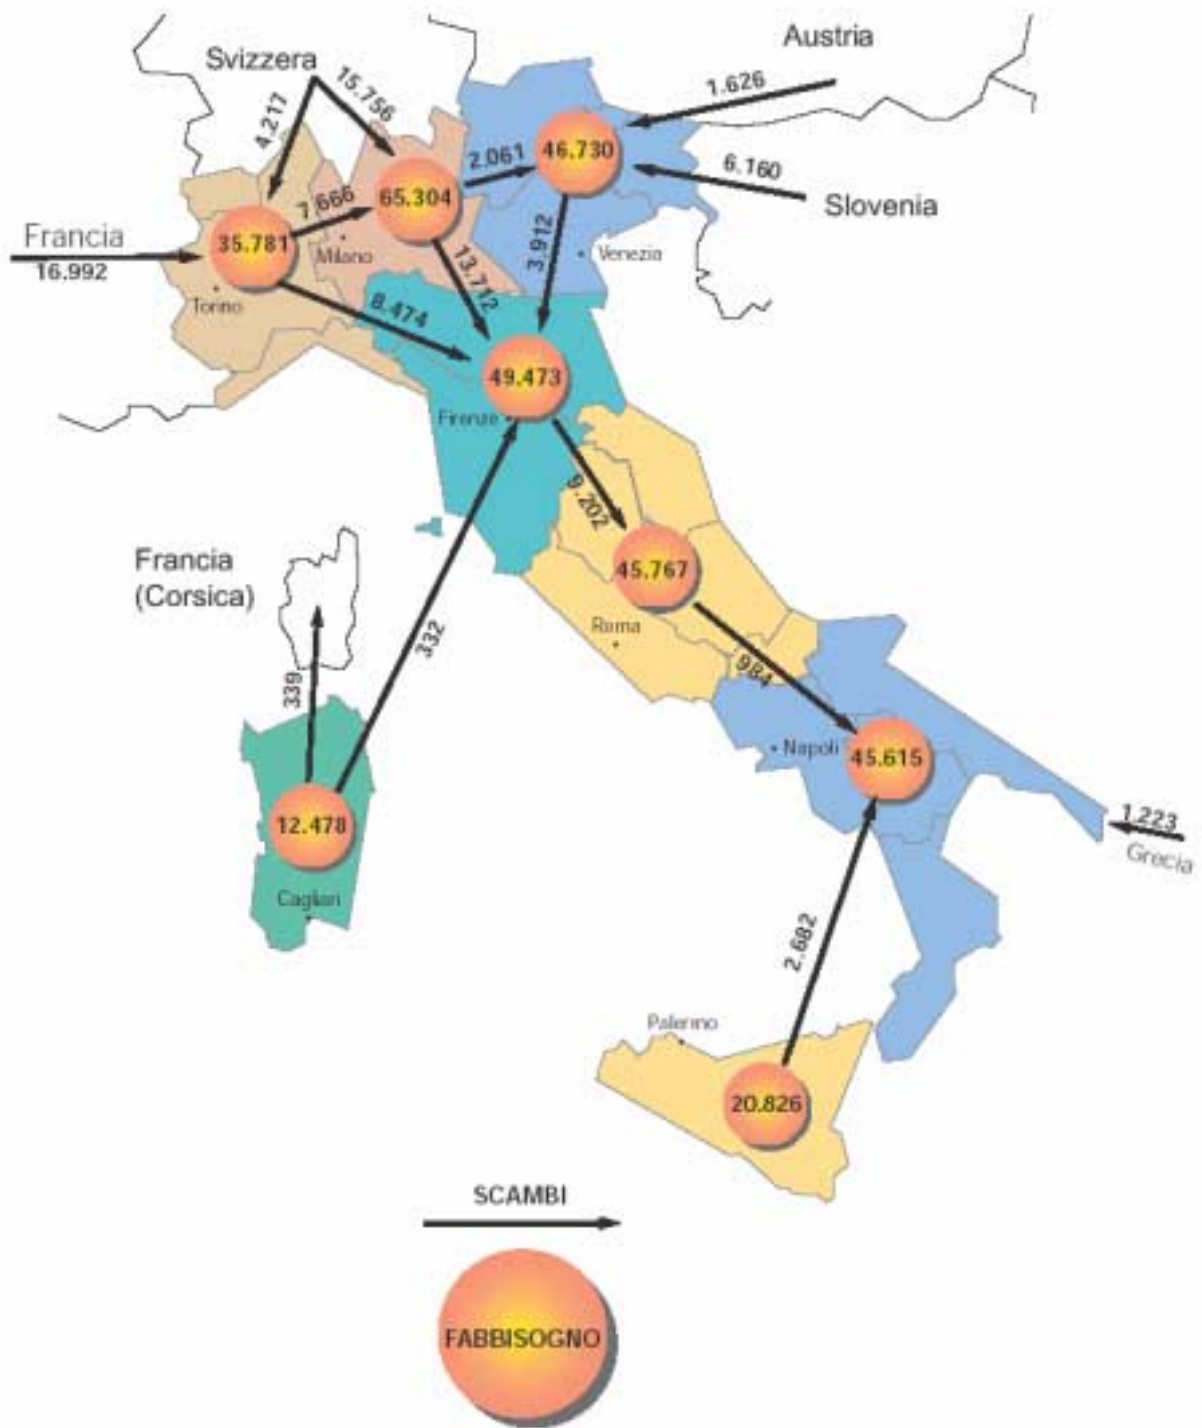 Austria
Svizzera
15.756
1.626
4.217
2.061
46.730
6.160
7.666
65.304
Slovenia
Francia
35.781
Milano
3.912
Venezia
16.992
13.712
Torino
8.474
49.473
Firenze
9.202
Francia
(Corsica)
45.767
332
Roma
339
984
Napoli
45.615
12.478
1.223
Grecia
Cagliari
2.682
Palermo
20.826
SCAMBI
FABBISOGNO